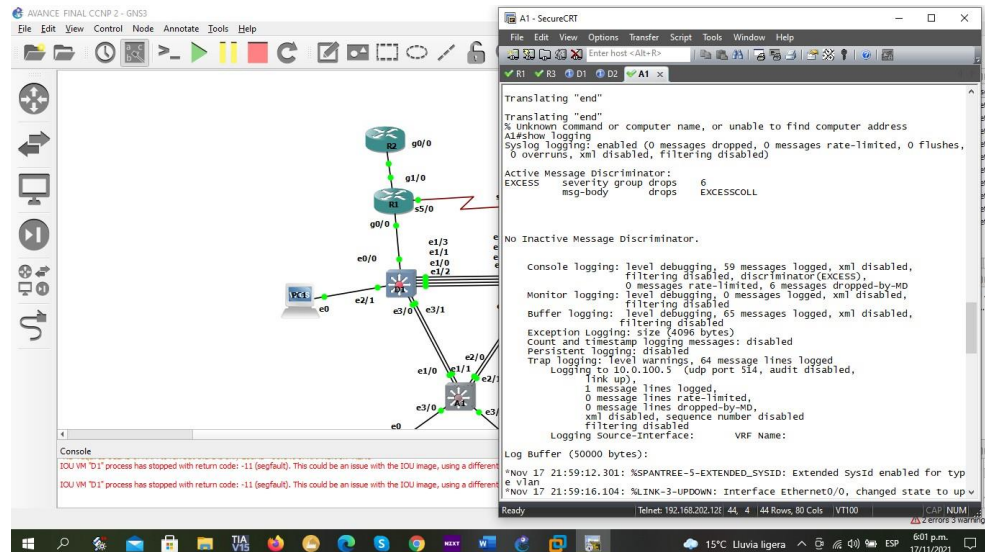 AVANCE FINAL CCNP 2 - GNS3
File Edit View Control Node Annotate Tools Help
R2
g0/0
g1/0
R1
s5/0
g0/0
e1/3
e1/1
e1/0
e1/2
e0/0
D1
PC1
e0
e2/1
e3/0
e3/1
e2/0
e1/0
e1/1
e2/
A1
e3/0
e3/
e0
Console
IOU VM "D1" process has stopped with return code: -11 (segfault). This could be an issue with the IOU image, using a different
IOU VM "D1" process has stopped with return code: -11 (segfault). This could be an issue with the IOU image, using a different
A1 - SecureCRT
File Edit View Options Transfer Script Tools Window Help
Enter host <Alt+R>
R1 R3 D1 D2 A1
Translating "end"
Translating "end"
% Unknown command or computer name, or unable to find computer address
A1#show logging
Syslog logging: enabled (0 messages dropped, 0 messages rate-limited, 0 flushes,
0 overruns, xml disabled, filtering disabled)
Active Message Discriminator:
EXCESS severity group drops 6
msg-body drops EXCESSCOLL
No Inactive Message Discriminator.
Console logging: level debugging, 59 messages logged, xml disabled,
filtering disabled, discriminator(EXCESS),
0 messages rate-limited, 6 messages dropped-by-MD
Monitor logging: level debugging, 0 messages logged, xml disabled,
filtering disabled
Buffer logging: level debugging, 65 messages logged, xml disabled,
filtering disabled
Exception Logging: size (4096 bytes)
Count and timestamp logging messages: disabled
Persistent logging: disabled
Trap logging: level warnings, 64 message lines logged
Logging to 10.0.100.5 (udp port 514, audit disabled,
link up),
1 message lines logged,
0 message lines rate-limited,
0 message lines dropped-by-MD,
xml disabled, sequence number disabled
filtering disabled
Logging Source-Interface: VRF Name:
Log Buffer (50000 bytes):
*Nov 17 21:59:12.301: %SPANTREE-5-EXTENDED_SYSID: Extended SysId enabled for typ
e vlan
*Nov 17 21:59:16.104: %LINK-3-UPDOWN: Interface Ethernet0/0, changed state to up
Ready Telnet: 192.168.202.128 44, 4 44 Rows, 80 Cols VT100 CAP NUM
2 errors 3 warning
TIA V15
NEXT
15°C Lluvia ligera ESP 6:01 p.m.
17/11/2021